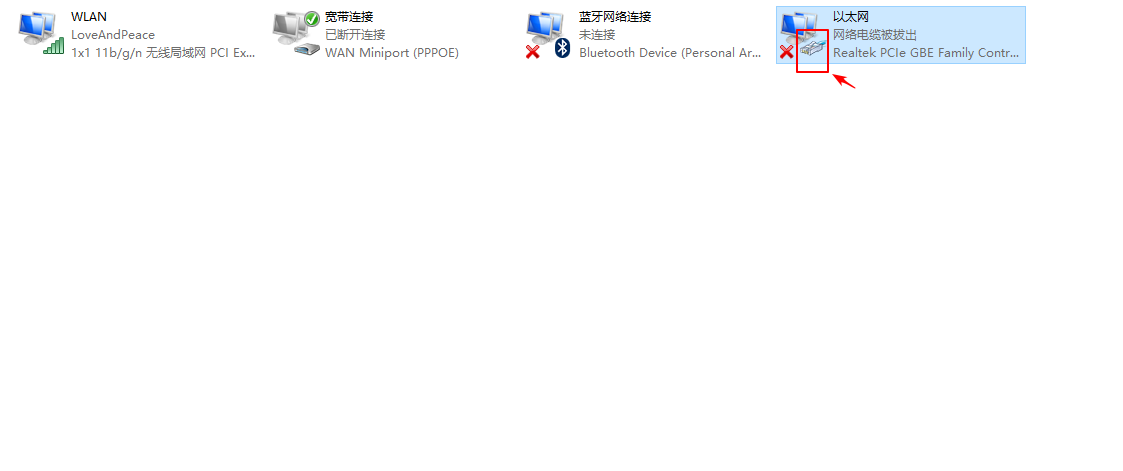 WLAN
LoveAndPeace
1x1 11b/g/n 无线局域网 PCI Ex...
宽带连接
已断开连接
WAN Miniport (PPPOE)
蓝牙网络连接
未连接
Bluetooth Device (Personal Ar...
以太网
网络电缆被拔出
Realtek PCIe GBE Family Contr...